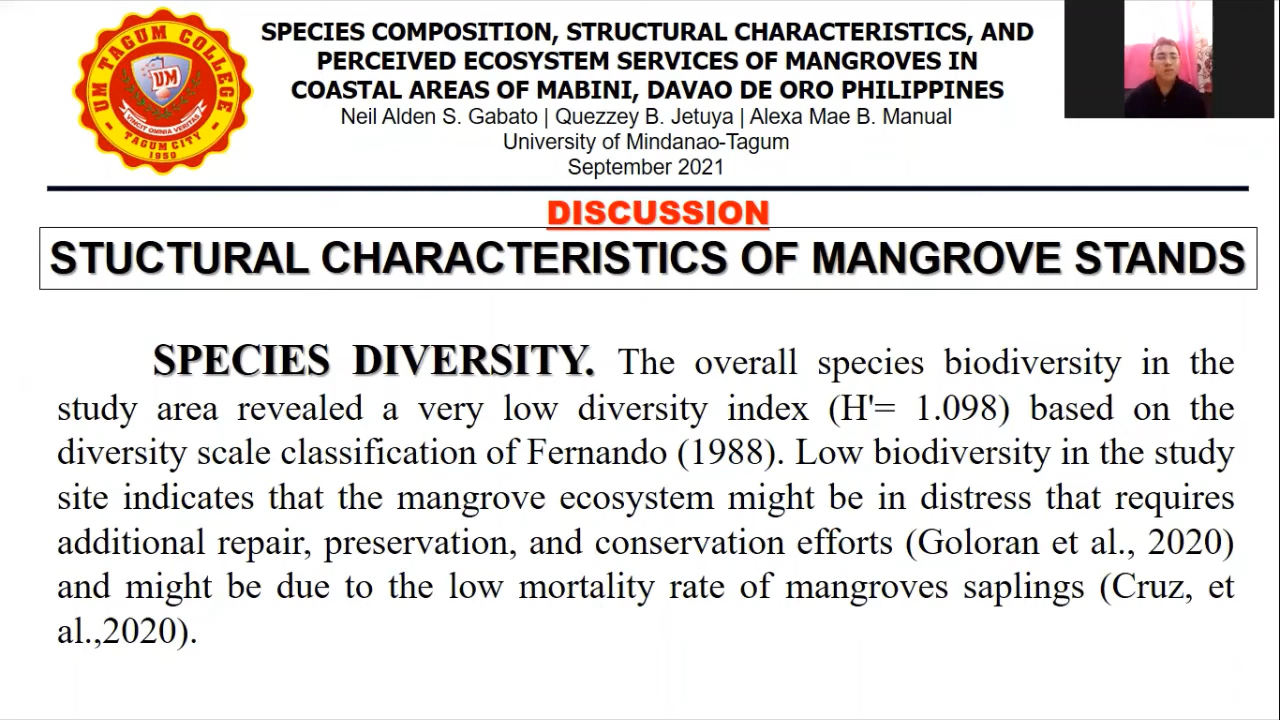 UM TAGUM COLLEGE
UM
VINCIT OMNIA VERITAS
TAGUM CITY
1950
SPECIES COMPOSITION, STRUCTURAL CHARACTERISTICS, AND
PERCEIVED ECOSYSTEM SERVICES OF MANGROVES IN
COASTAL AREAS OF MABINI, DAVAO DE ORO PHILIPPINES
Neil Alden S. Gabato | Quezzey B. Jetuya | Alexa Mae B. Manual
University of Mindanao-Tagum
September 2021
DISCUSSION
STUCTURAL CHARACTERISTICS OF MANGROVE STANDS
SPECIES DIVERSITY. The overall species biodiversity in the
study area revealed a very low diversity index (H'= 1.098) based on the
diversity scale classification of Fernando (1988). Low biodiversity in the study
site indicates that the mangrove ecosystem might be in distress that requires
additional repair, preservation, and conservation efforts (Goloran et al., 2020)
and might be due to the low mortality rate of mangroves saplings (Cruz, et
al.,2020).